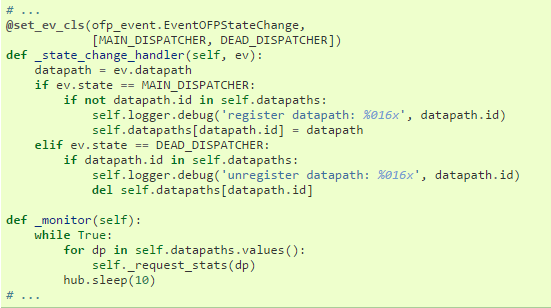 # ...
@set_ev_cls(ofp_event.EventOFPStateChange,
            [MAIN_DISPATCHER, DEAD_DISPATCHER])
def _state_change_handler(self, ev):
    datapath = ev.datapath
    if ev.state == MAIN_DISPATCHER:
        if not datapath.id in self.datapaths:
            self.logger.debug('register datapath: %016x', datapath.id)
            self.datapaths[datapath.id] = datapath
    elif ev.state == DEAD_DISPATCHER:
        if datapath.id in self.datapaths:
            self.logger.debug('unregister datapath: %016x', datapath.id)
            del self.datapaths[datapath.id]

def _monitor(self):
    while True:
        for dp in self.datapaths.values():
            self._request_stats(dp)
        hub.sleep(10)
# ...